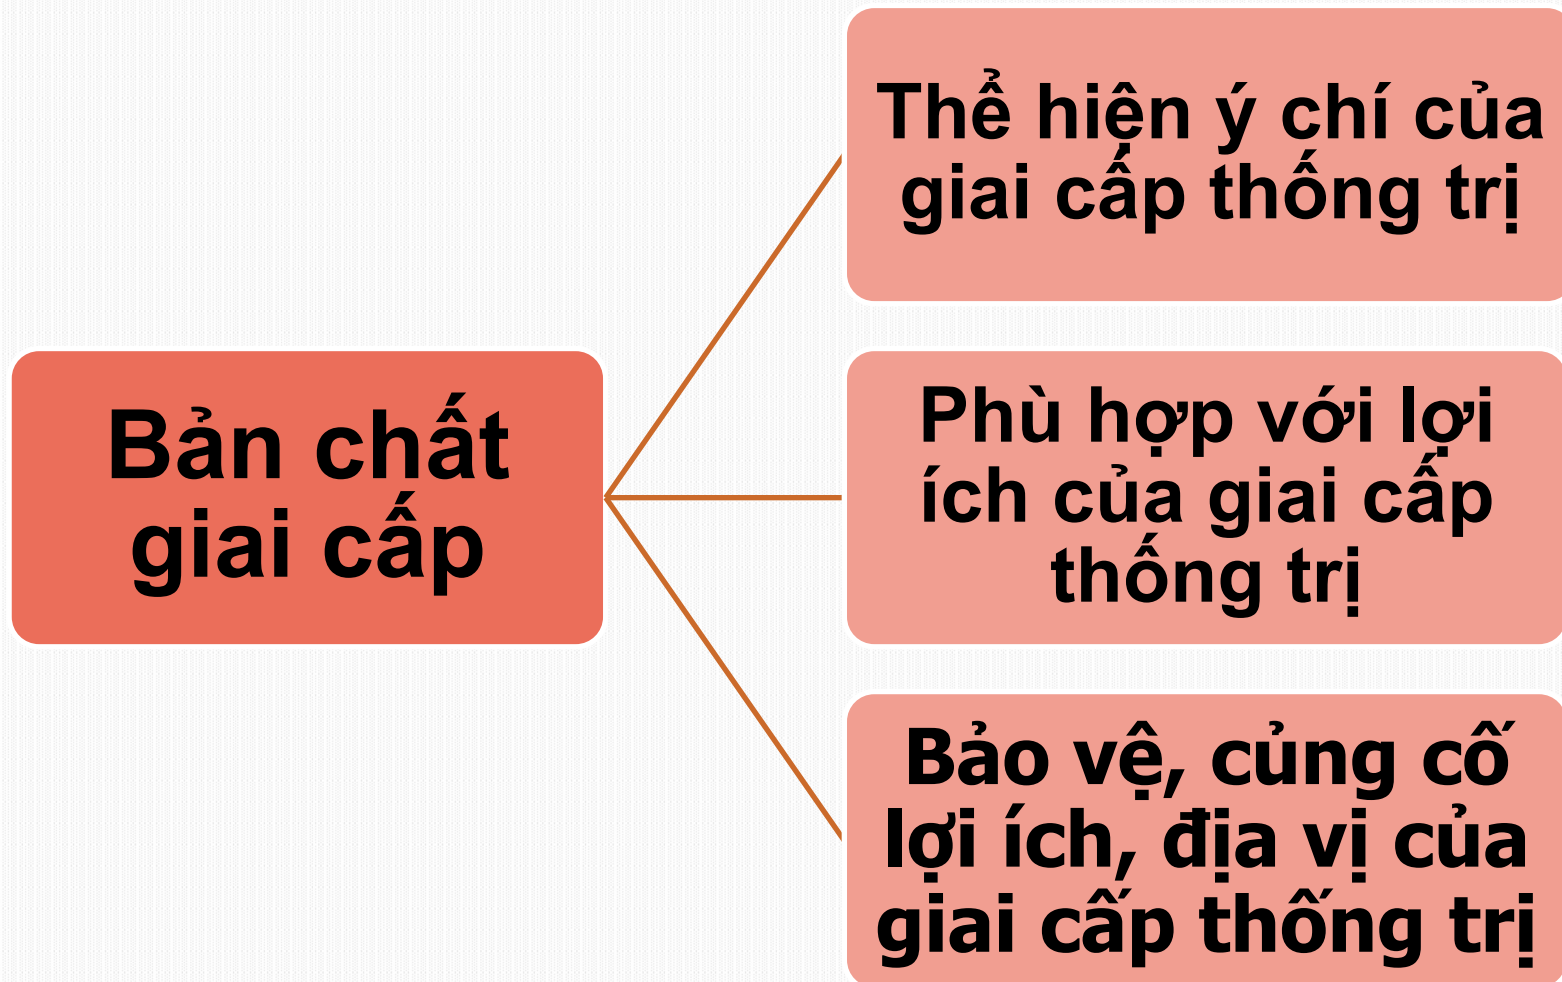 Thể hiện ý chí của
giai cấp thống trị
Bản chất
giai cấp
Phù hợp với lợi
ích của giai cấp
thống trị
Bảo vệ, củng cố
lợi ích, địa vị của
giai cấp thống trị